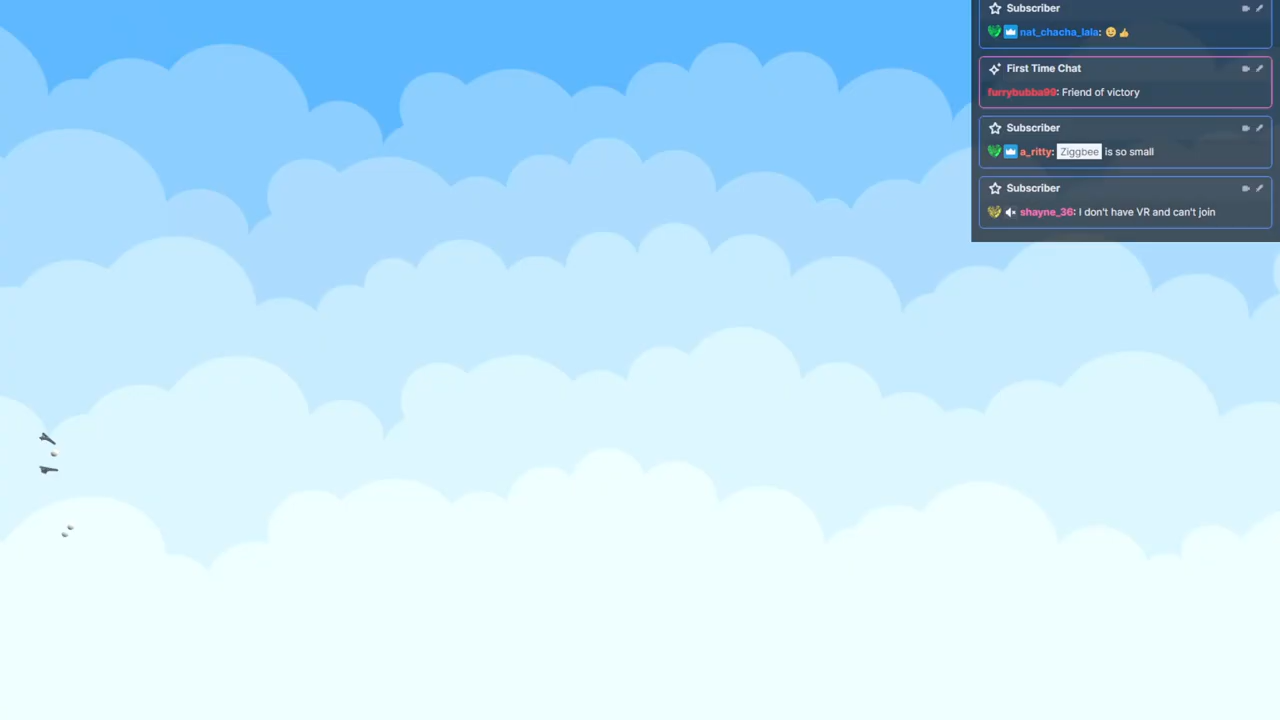 Subscriber
nat_chacha_lala: 😉👍
First Time Chat
furrybubba99: Friend of victory
Subscriber
a_ritty: Ziggbee is so small
Subscriber
shayne_36: I don't have VR and can't join